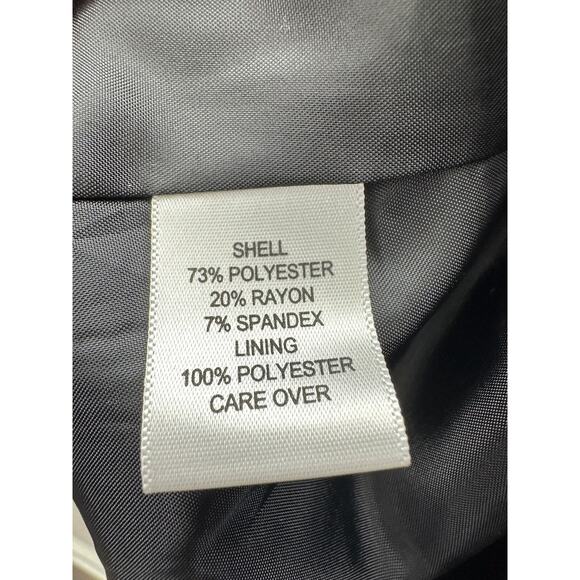 SHELL
73% POLYESTER
20% RAYON
7% SPANDEX
LINING
100% POLYESTER
CARE OVER